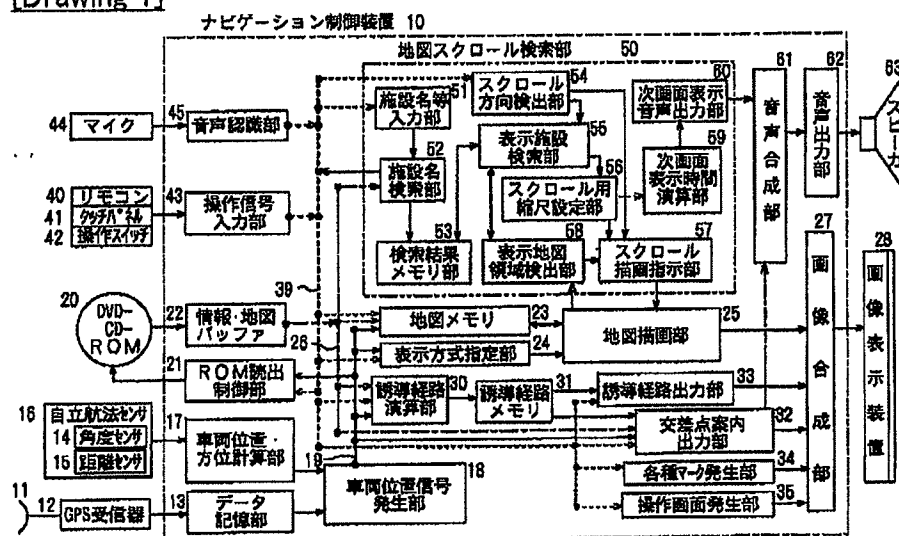 [Drawing 1]
ナビゲーション制御装置 10
地図スクロール検索部 50
44 マイク
45 音声認識部
40 リモコン
41 タッチパネル
42 操作スイッチ
43 操作信号入力部
51 施設名等入力部
52 施設名検索部
53 検索結果メモリ部
54 スクロール方向検出部
55 表示施設検索部
56 スクロール用縮尺設定部
57 スクロール描画指示部
58 表示地図領域検出部
59 次画面表示時間演算部
60 次画面表示音声出力部
61 音声合成部
62 音声出力部
63 スピーカ
39
20 DVD-CD-ROM
22 情報・地図バッファ
21 ROM読出制御部
26
23 地図メモリ
24 表示方式指定部
25 地図描画部
27 画像合成部
28 画像表示装置
30 誘導経路演算部
31 誘導経路メモリ
33 誘導経路出力部
32 交差点案内出力部
34 各種マーク発生部
35 操作画面発生部
16 自立航法センサ
14 角度センサ
15 距離センサ
17 車両位置・方位計算部
19
18 車両位置信号発生部
11
12 GPS受信器
13 データ記憶部